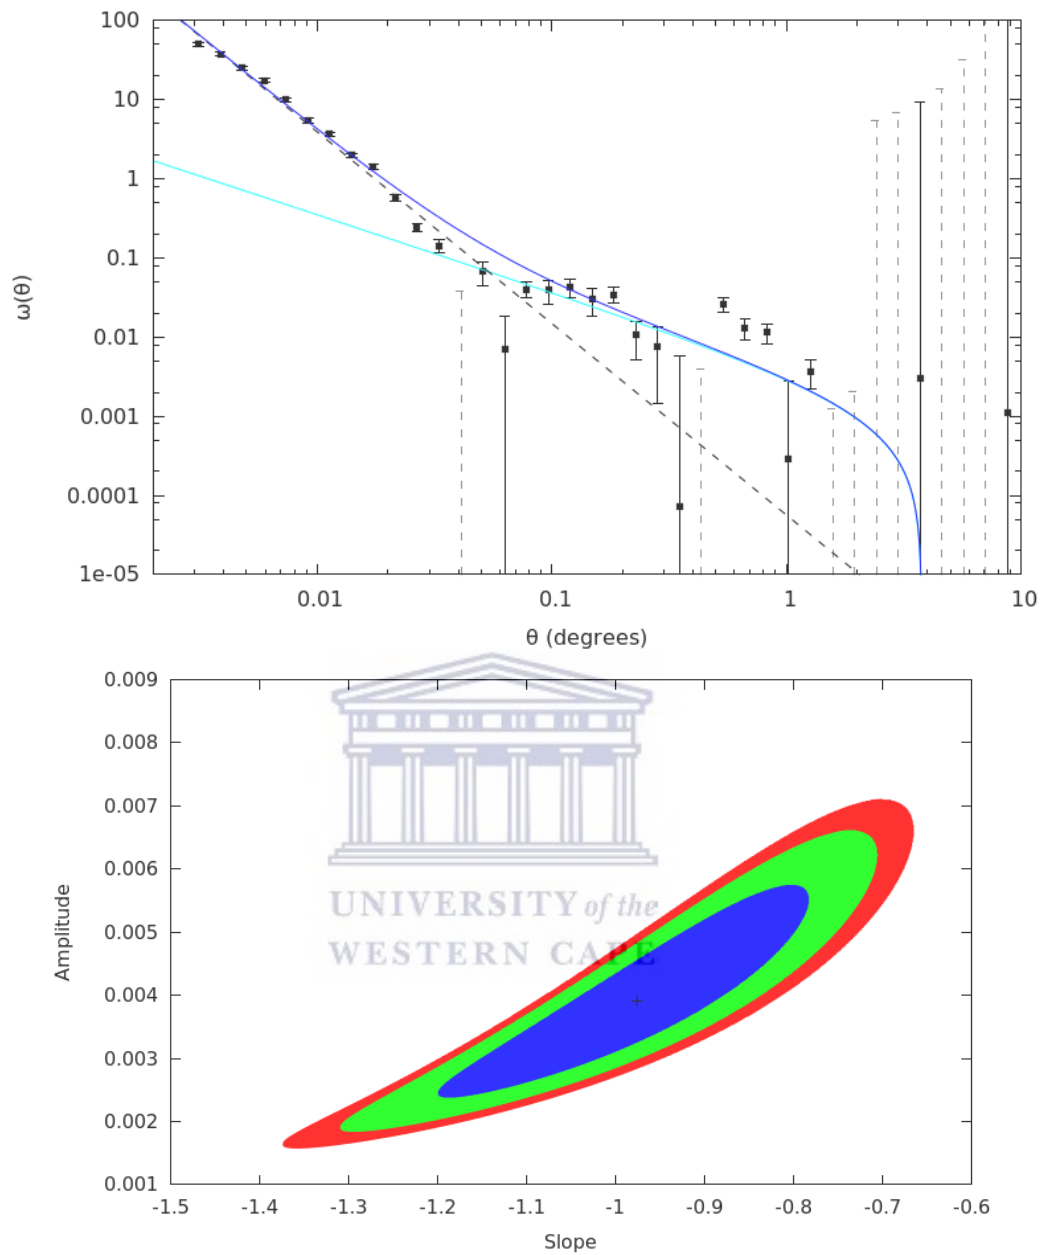 100
10
1
0.1
0.01
0.001
0.0001
1e-05
ω(θ)
0.01 0.1 1 10
θ (degrees)
0.009
0.008
0.007
0.006
0.005
0.004
0.003
0.002
0.001
Amplitude
UNIVERSITY of the
WESTERN CAPE
-1.5 -1.4 -1.3 -1.2 -1.1 -1 -0.9 -0.8 -0.7 -0.6
Slope